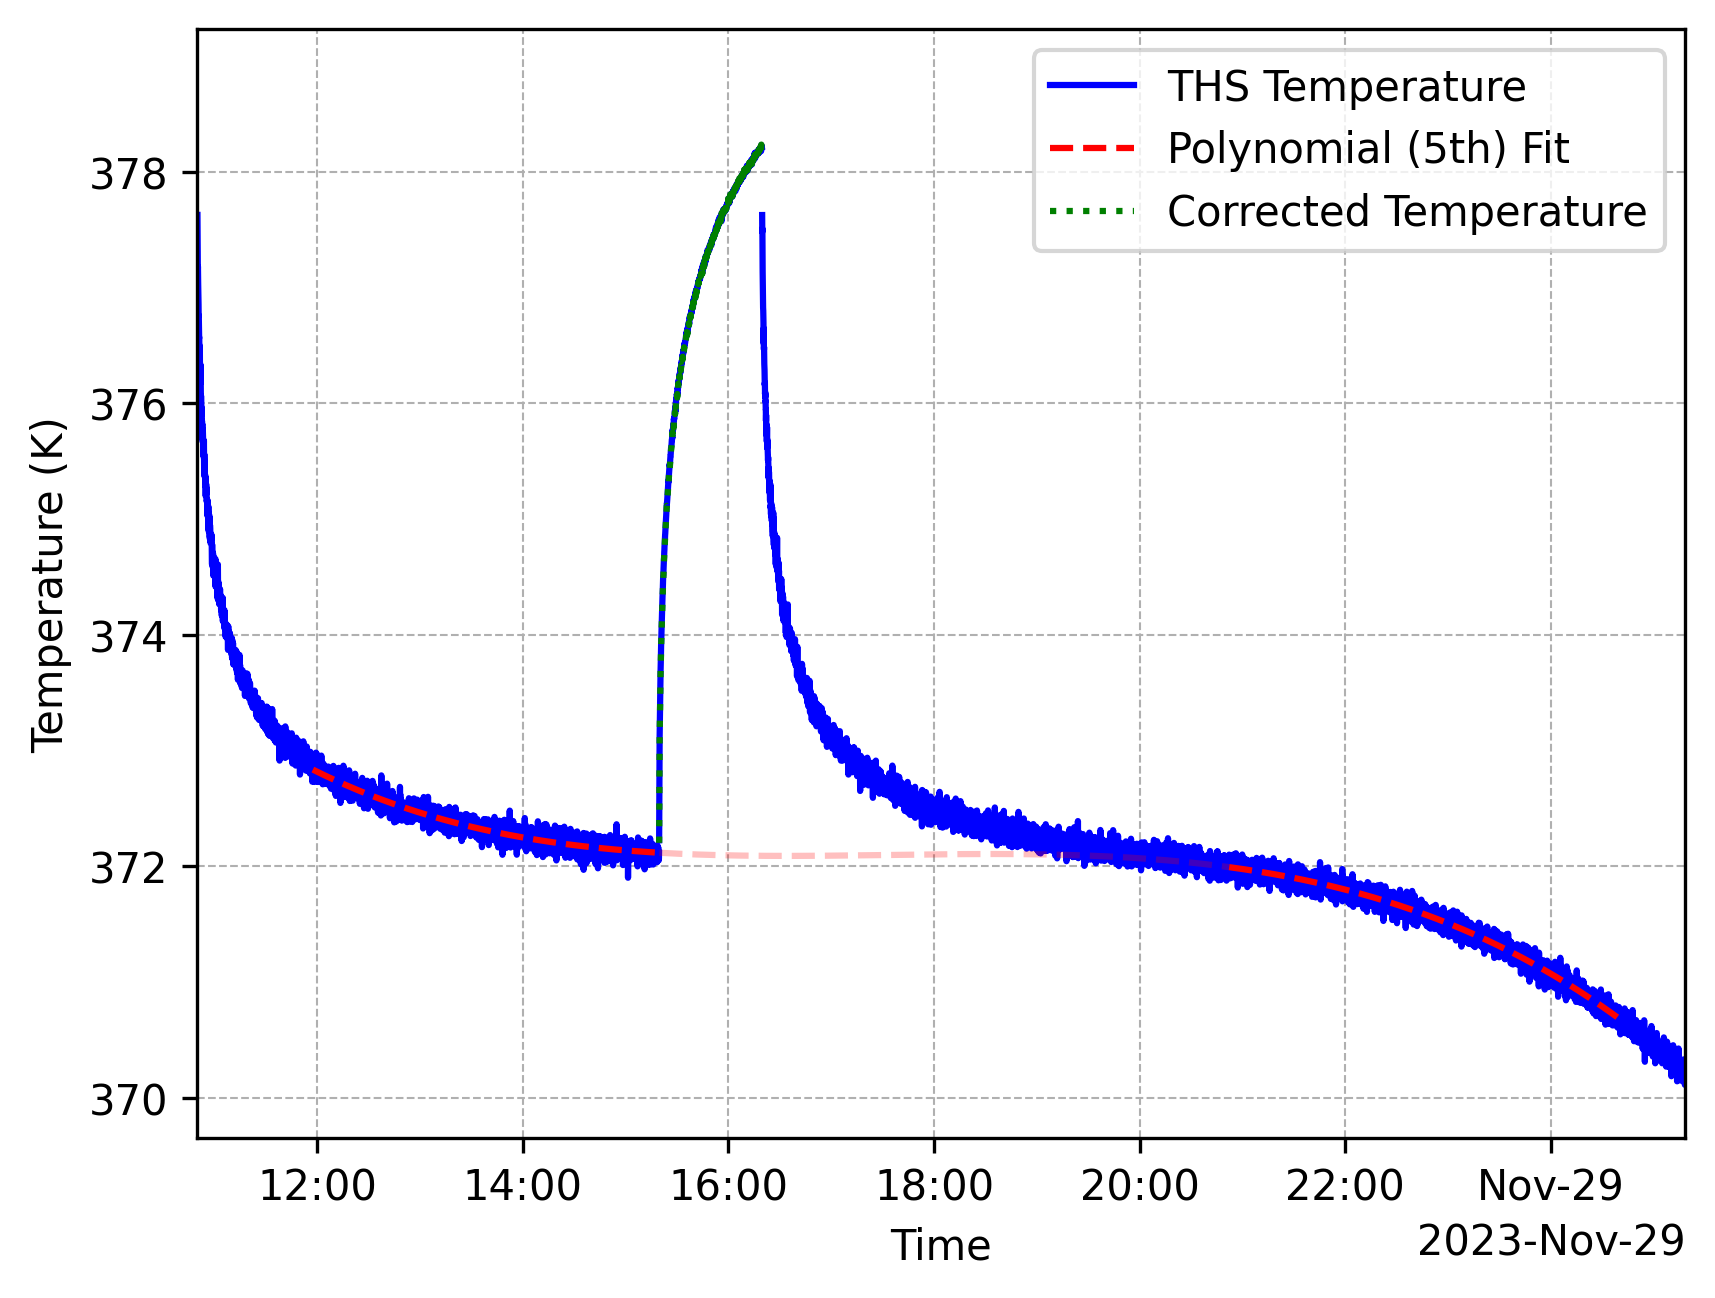 THS Temperature
Polynomial (5th) Fit
Corrected Temperature
378
376
374
372
370
Temperature (K)
12:00 14:00 16:00 18:00 20:00 22:00 Nov-29
Time
2023-Nov-29